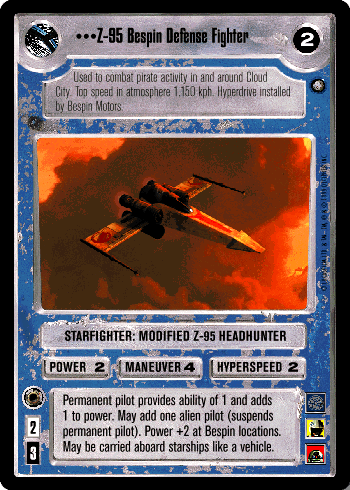 •••Z-95 Bespin Defense Fighter
2
Used to combat pirate activity in and around Cloud
City. Top speed in atmosphere 1,150 kph. Hyperdrive installed
by Bespin Motors.
STARFIGHTER: MODIFIED Z-95 HEADHUNTER
POWER 2 MANEUVER 4 HYPERSPEED 2
Permanent pilot provides ability of 1 and adds
1 to power. May add one alien pilot (suspends
permanent pilot). Power +2 at Bespin locations.
May be carried aboard starships like a vehicle.
2
3